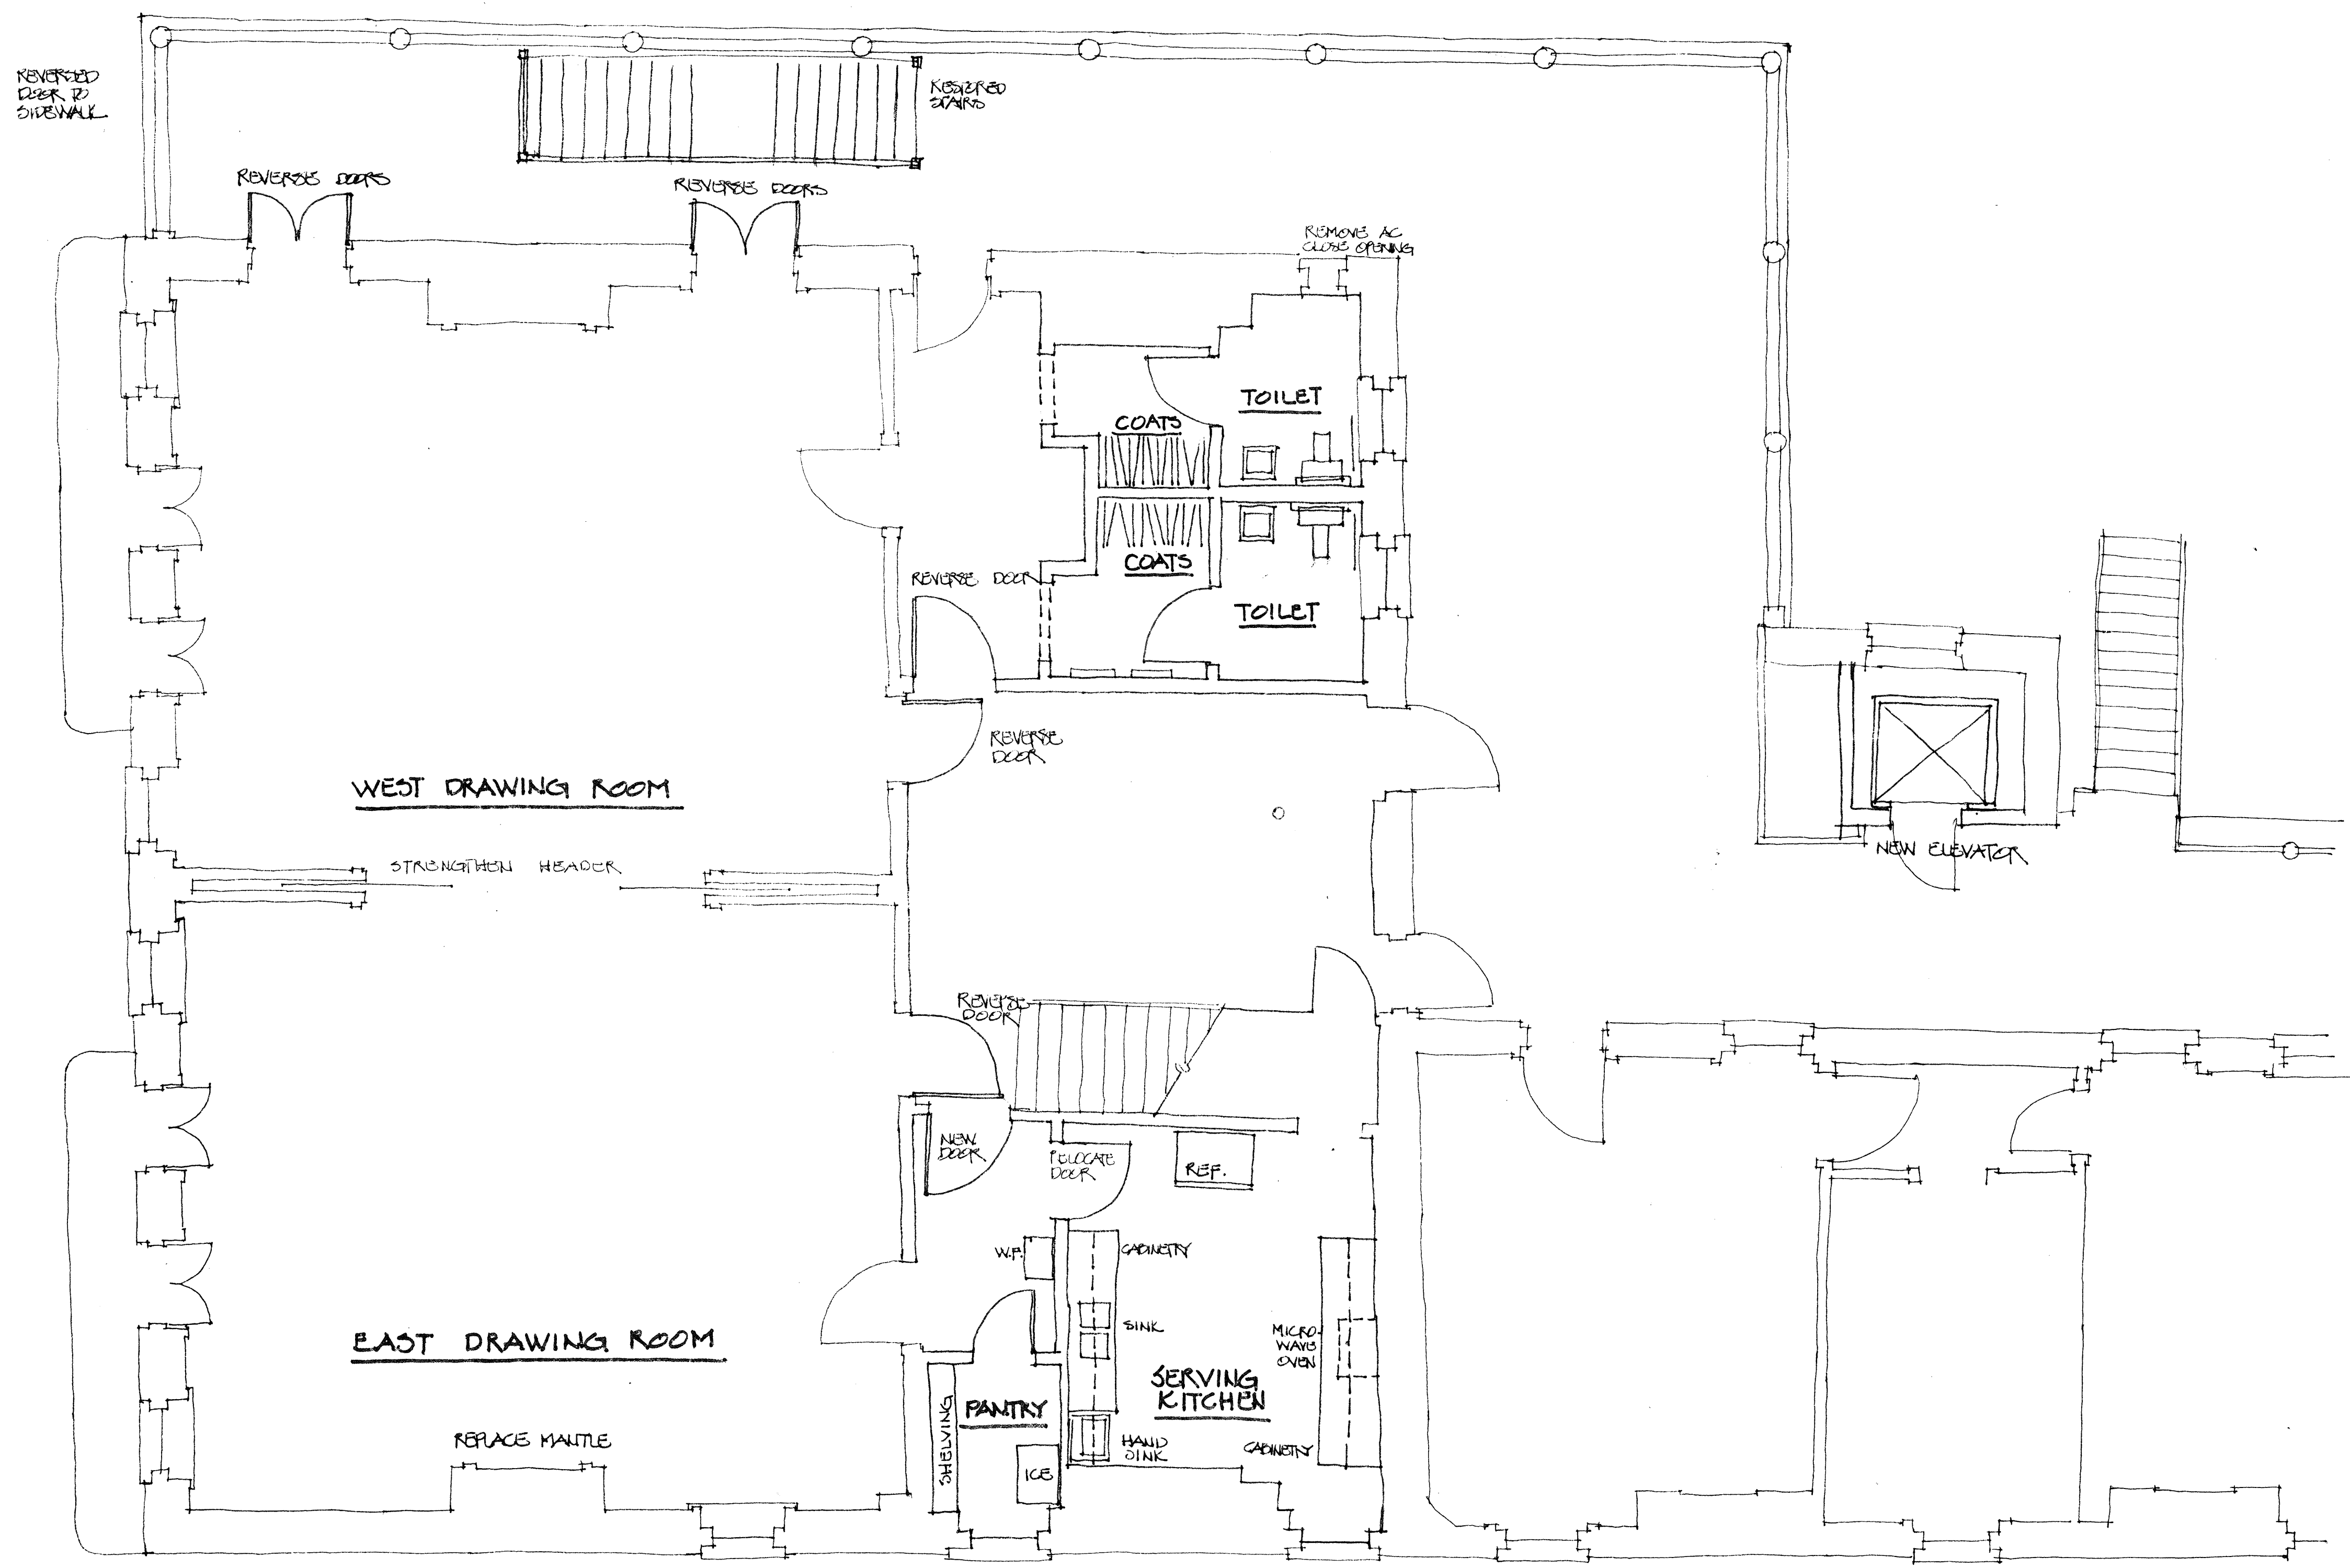 REVERSED
DOOR TO
SIDEWALK
RESTORED
STAIRS
REVERSE DOORS
REVERSE DOORS
REMOVE AC
CLOSE OPENING
TOILET
COATS
COATS
REVERSE DOOR
TOILET
REVERSE
DOOR
WEST DRAWING ROOM
STRENGTHEN HEADER
NEW ELEVATOR
REVERSE
DOOR
NEW
DOOR
RELOCATE
DOOR
REF.
W.F.
CABINETRY
SINK
MICRO-
WAVE
OVEN
EAST DRAWING ROOM
SERVING
KITCHEN
PANTRY
SHELVING
REPLACE MANTLE
HAND
SINK
CABINETRY
ICE